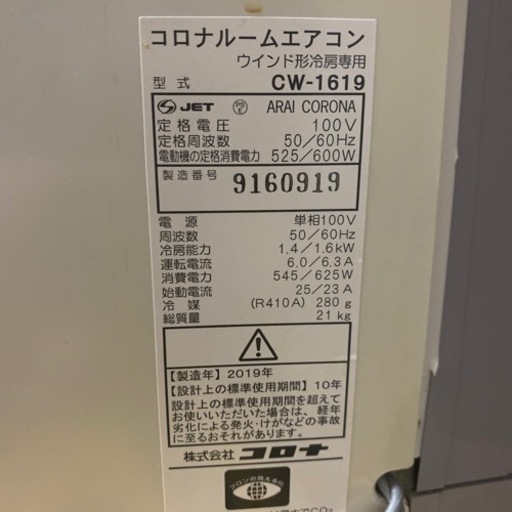 コロナルームエアコン
ウインド形冷房専用
型式 CW-1619
JET ARAI CORONA
定格電圧 100V
定格周波数 50/60Hz
電動機の定格消費電力 525/600W
製造番号 9160919
電源 単相100V
周波数 50/60Hz
冷房能力 1.4/1.6kW
運転電流 6.0/6.3A
消費電力 545/625W
始動電流 25/23A
冷媒 (R410A) 280g
総質量 21kg
【製造年】2019年
【設計上の標準使用期間】10年
設計上の標準使用期間を超えて
お使いいただいた場合は、経年
劣化による発火・けがなどの事故
に至るおそれがあります。
株式会社 コロナ
フロンの見える化